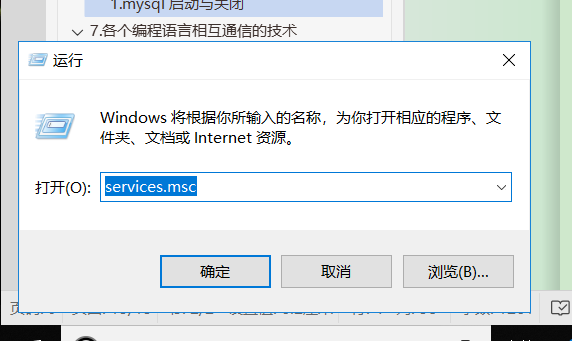 1.mysql 启动与关闭
7.各个编程语言相互通信的技术
运行
Windows 将根据你所输入的名称，为你打开相应的程序、文
件夹、文档或 Internet 资源。
打开(O):
services.msc
确定
取消
浏览(B)...